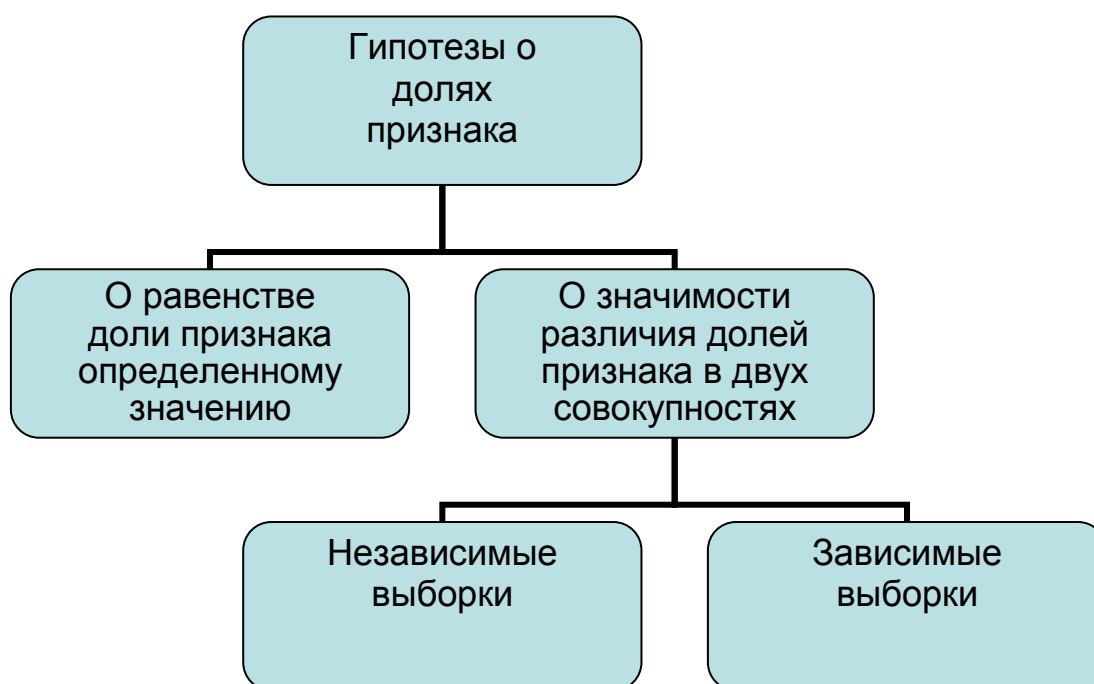 Гипотезы о
долях
признака
О равенстве
доли признака
определенному
значению
О значимости
различия долей
признака в двух
совокупностях
Независимые
выборки
Зависимые
выборки